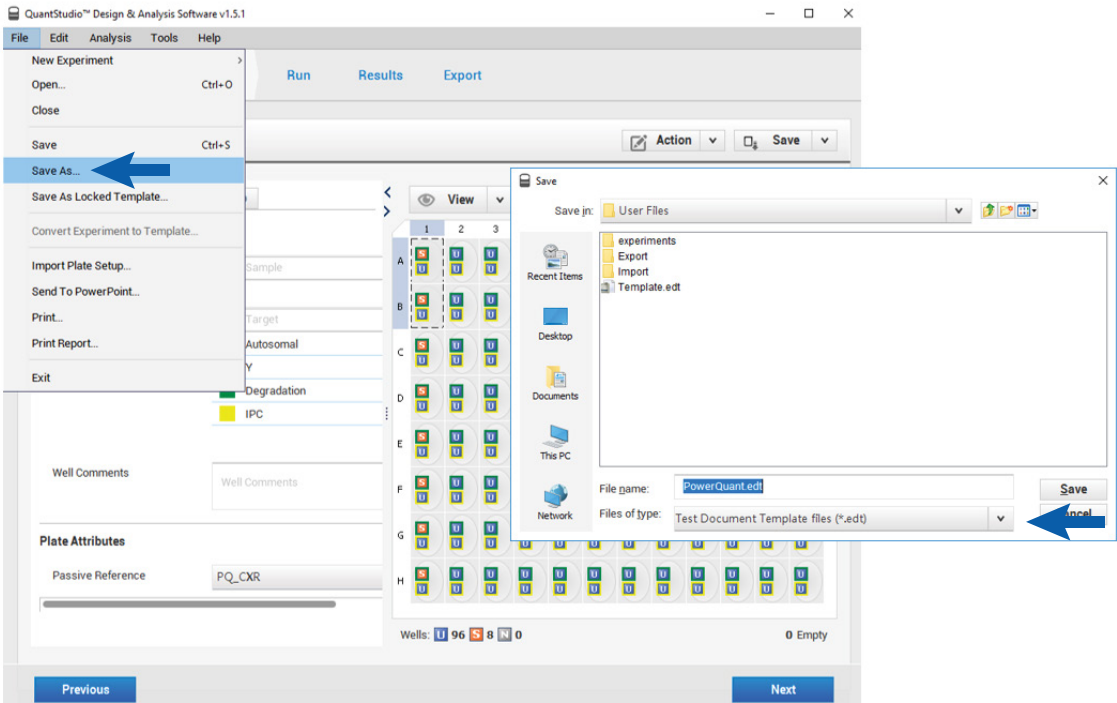 QuantStudio™ Design & Analysis Software v1.5.1
File Edit Analysis Tools Help
New Experiment
Open... Ctrl+O
Close
Save Ctrl+S
Save As...
Save As Locked Template...
Convert Experiment to Template...
Import Plate Setup...
Send To PowerPoint...
Print...
Print Report...
Exit
Run Results Export
Action Save
Sample
Target
Autosomal
Y
Degradation
IPC
Well Comments
Well Comments
Plate Attributes
Passive Reference
PQ_CXR
View
1 2 3
A S U U
U U U
B S U U
U U U
C S U U
U U U
D S U U
U U U
E S U U
U U U
F S U U
U U U
G S U U
U U U U U U U U U U U U
H S U U U U U U U U U U U
U U U U U U U U U U U U
Wells: U 96 S 8 N 0
0 Empty
Save
Save in: User Files
Recent Items
Desktop
Documents
This PC
Network
experiments
Export
Import
Template.edt
File name: PowerQuant.edt
Save
Files of type: Test Document Template files (*.edt)
Previous
Next